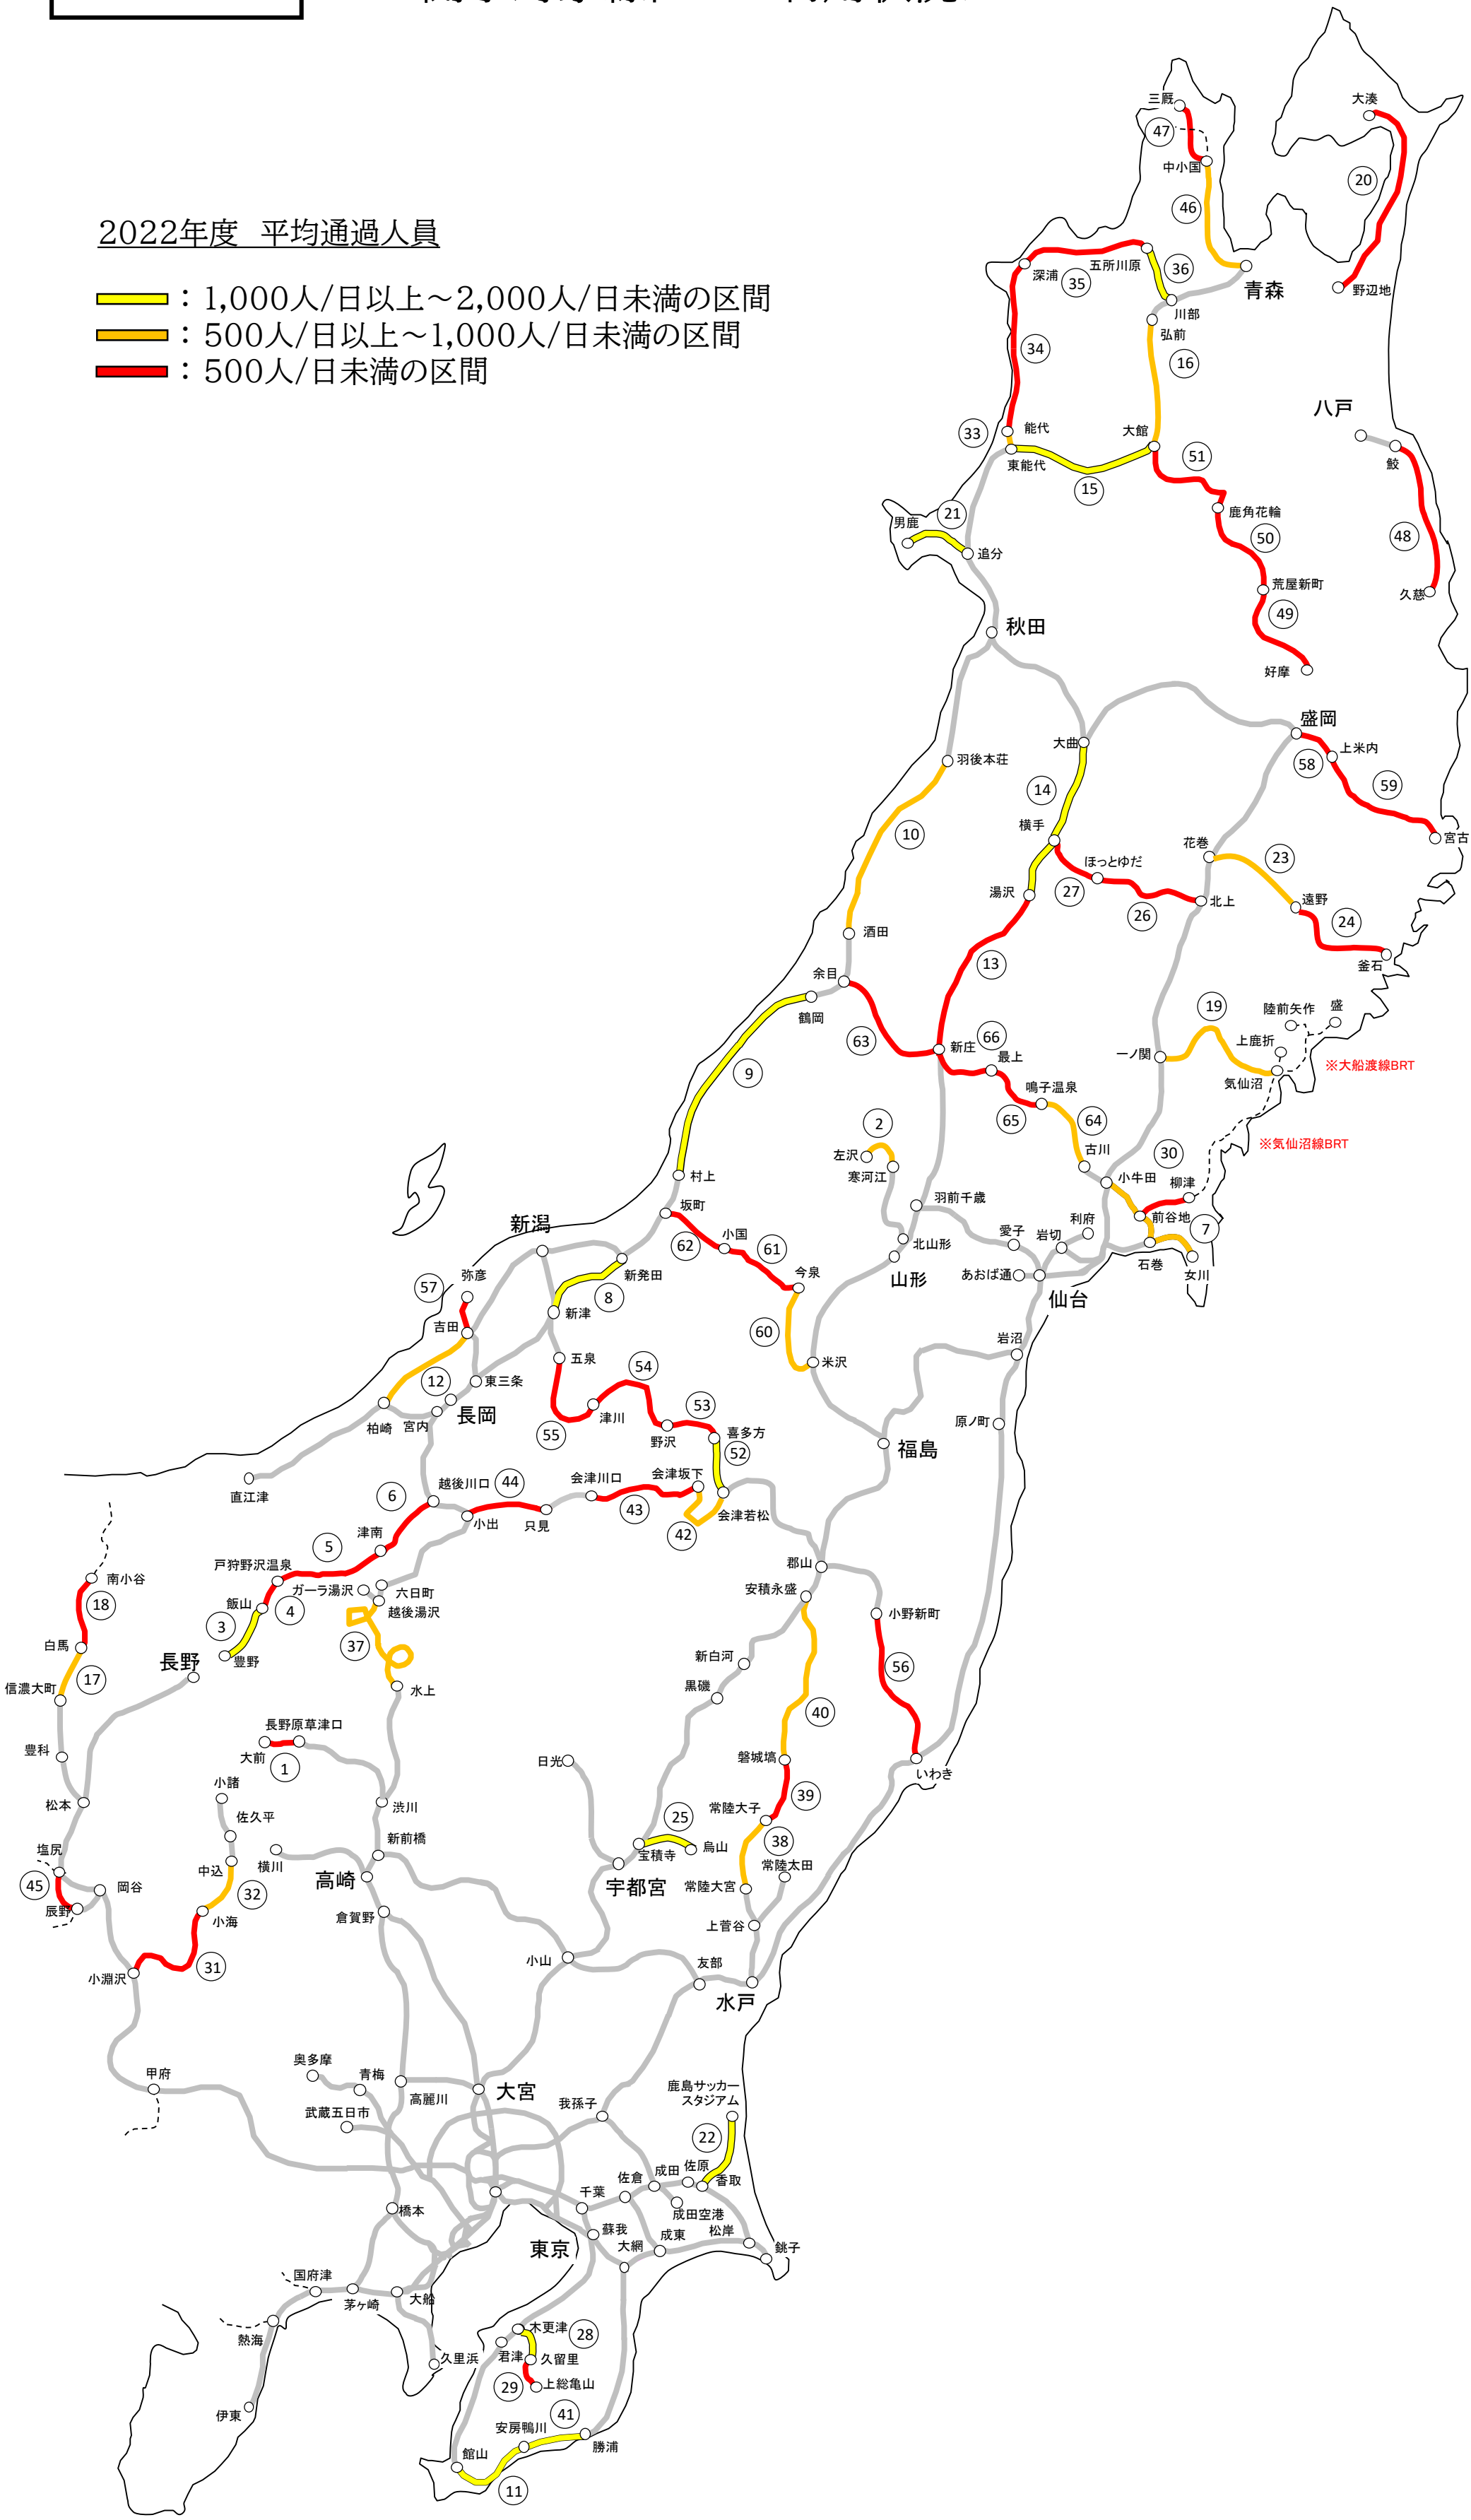 2022年度 平均通過人員
：1,000人/日以上～2,000人/日未満の区間
：500人/日以上～1,000人/日未満の区間
：500人/日未満の区間
三厩
大湊
47
中小国
20
46
五所川原
36
深浦
35
青森
野辺地
川部
弘前
34
16
八戸
能代
大館
33
鮫
東能代
51
15
鹿角花輪
21
男鹿
50
48
追分
荒屋新町
久慈
49
秋田
好摩
盛岡
大曲
上米内
羽後本荘
58
14
59
横手
10
宮古
花巻
23
ほっとゆだ
湯沢
27
遠野
北上
26
24
酒田
13
釜石
余目
19
陸前矢作
盛
鶴岡
66
63
新庄
上鹿折
一ノ関
最上
※大船渡線BRT
9
気仙沼
鳴子温泉
65
64
2
※気仙沼線BRT
古川
30
左沢
寒河江
村上
小牛田
柳津
羽前千歳
坂町
前谷地
利府
7
新潟
小国
愛子
岩切
62
61
北山形
石巻
今泉
あおば通
女川
弥彦
新発田
山形
57
8
仙台
新津
吉田
60
岩沼
五泉
米沢
54
12
東三条
53
長岡
津川
原ノ町
柏崎
宮内
喜多方
55
野沢
福島
52
会津坂下
会津川口
越後川口
44
直江津
6
43
会津若松
小出
只見
42
津南
5
郡山
戸狩野沢温泉
南小谷
ガーラ湯沢
六日町
安積永盛
飯山
18
4
越後湯沢
小野新町
3
37
白馬
新白河
豊野
長野
56
17
信濃大町
黒磯
水上
40
長野原草津口
豊科
大前
日光
磐城塙
1
いわき
小諸
39
松本
渋川
常陸大子
佐久平
25
38
新前橋
塩尻
横川
烏山
宝積寺
中込
常陸太田
高崎
45
岡谷
宇都宮
32
常陸大宮
辰野
小海
倉賀野
上菅谷
31
小山
友部
小淵沢
水戸
奥多摩
甲府
青梅
鹿島サッカー
スタジアム
高麗川
大宮
我孫子
武蔵五日市
22
佐倉
成田
佐原
香取
千葉
橋本
成田空港
蘇我
成東
松岸
東京
大網
銚子
国府津
茅ヶ崎
大船
木更津
28
熱海
久里浜
君津
久留里
29
上総亀山
伊東
41
安房鴨川
勝浦
館山
11